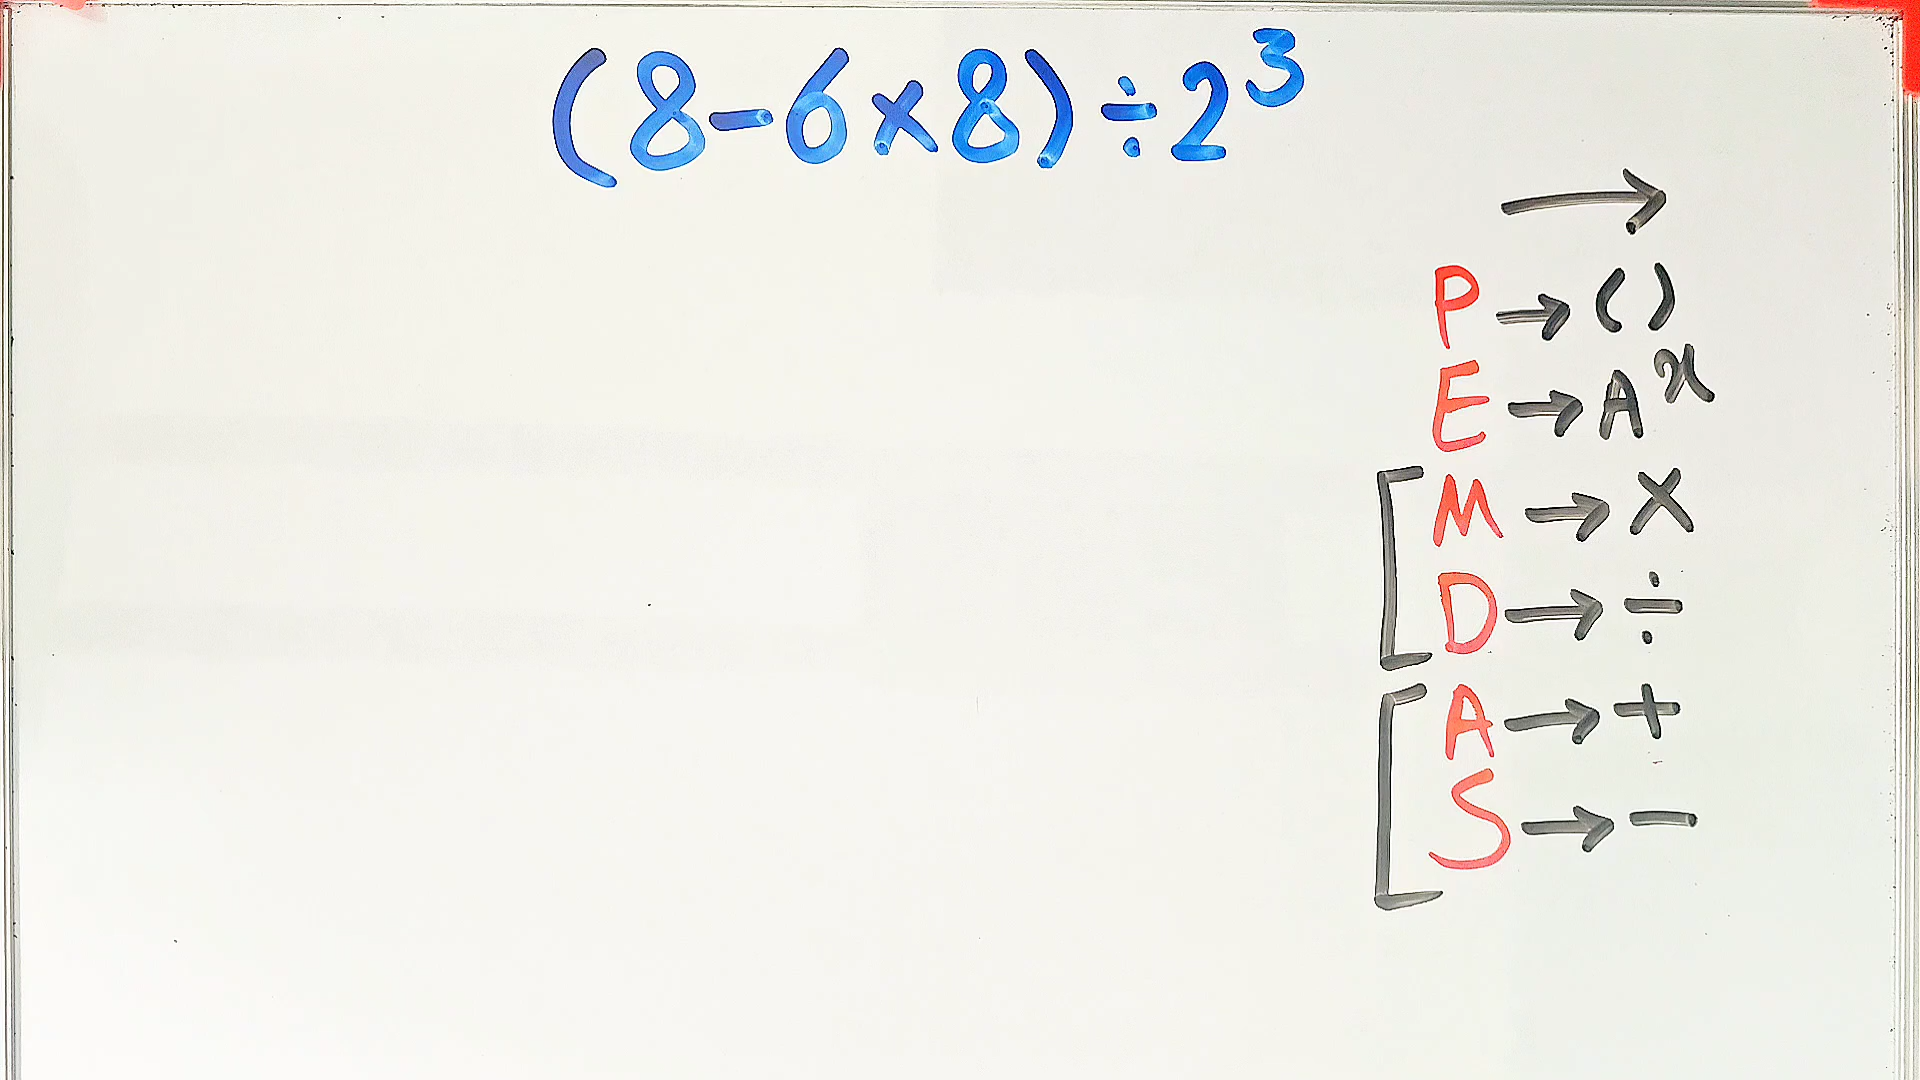 (8-6×8)÷2³
→
P → ( )
E → Aˣ
M → ×
D → ÷
A → +
S → −